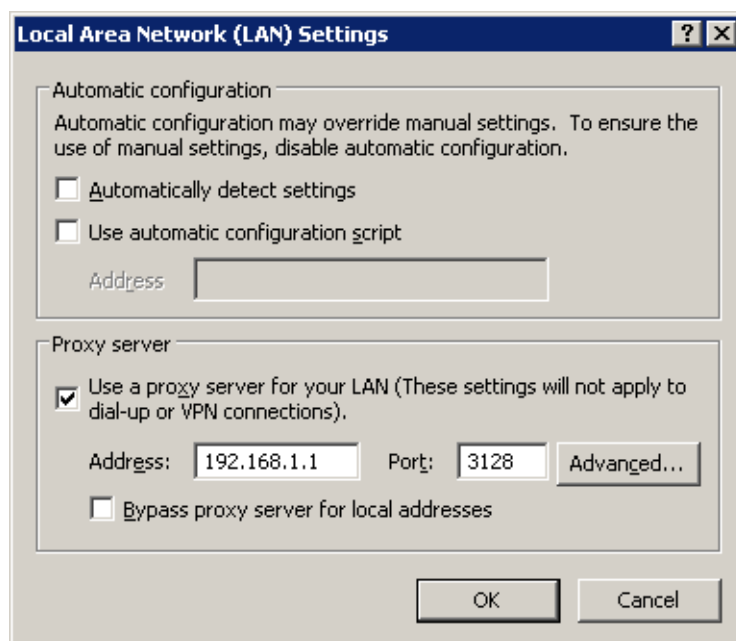 Local Area Network (LAN) Settings
Automatic configuration
Automatic configuration may override manual settings.  To ensure the
use of manual settings, disable automatic configuration.
Automatically detect settings
Use automatic configuration script
Address
Proxy server
Use a proxy server for your LAN (These settings will not apply to
dial-up or VPN connections).
Address: 192.168.1.1 Port: 3128 Advanced...
Bypass proxy server for local addresses
OK Cancel